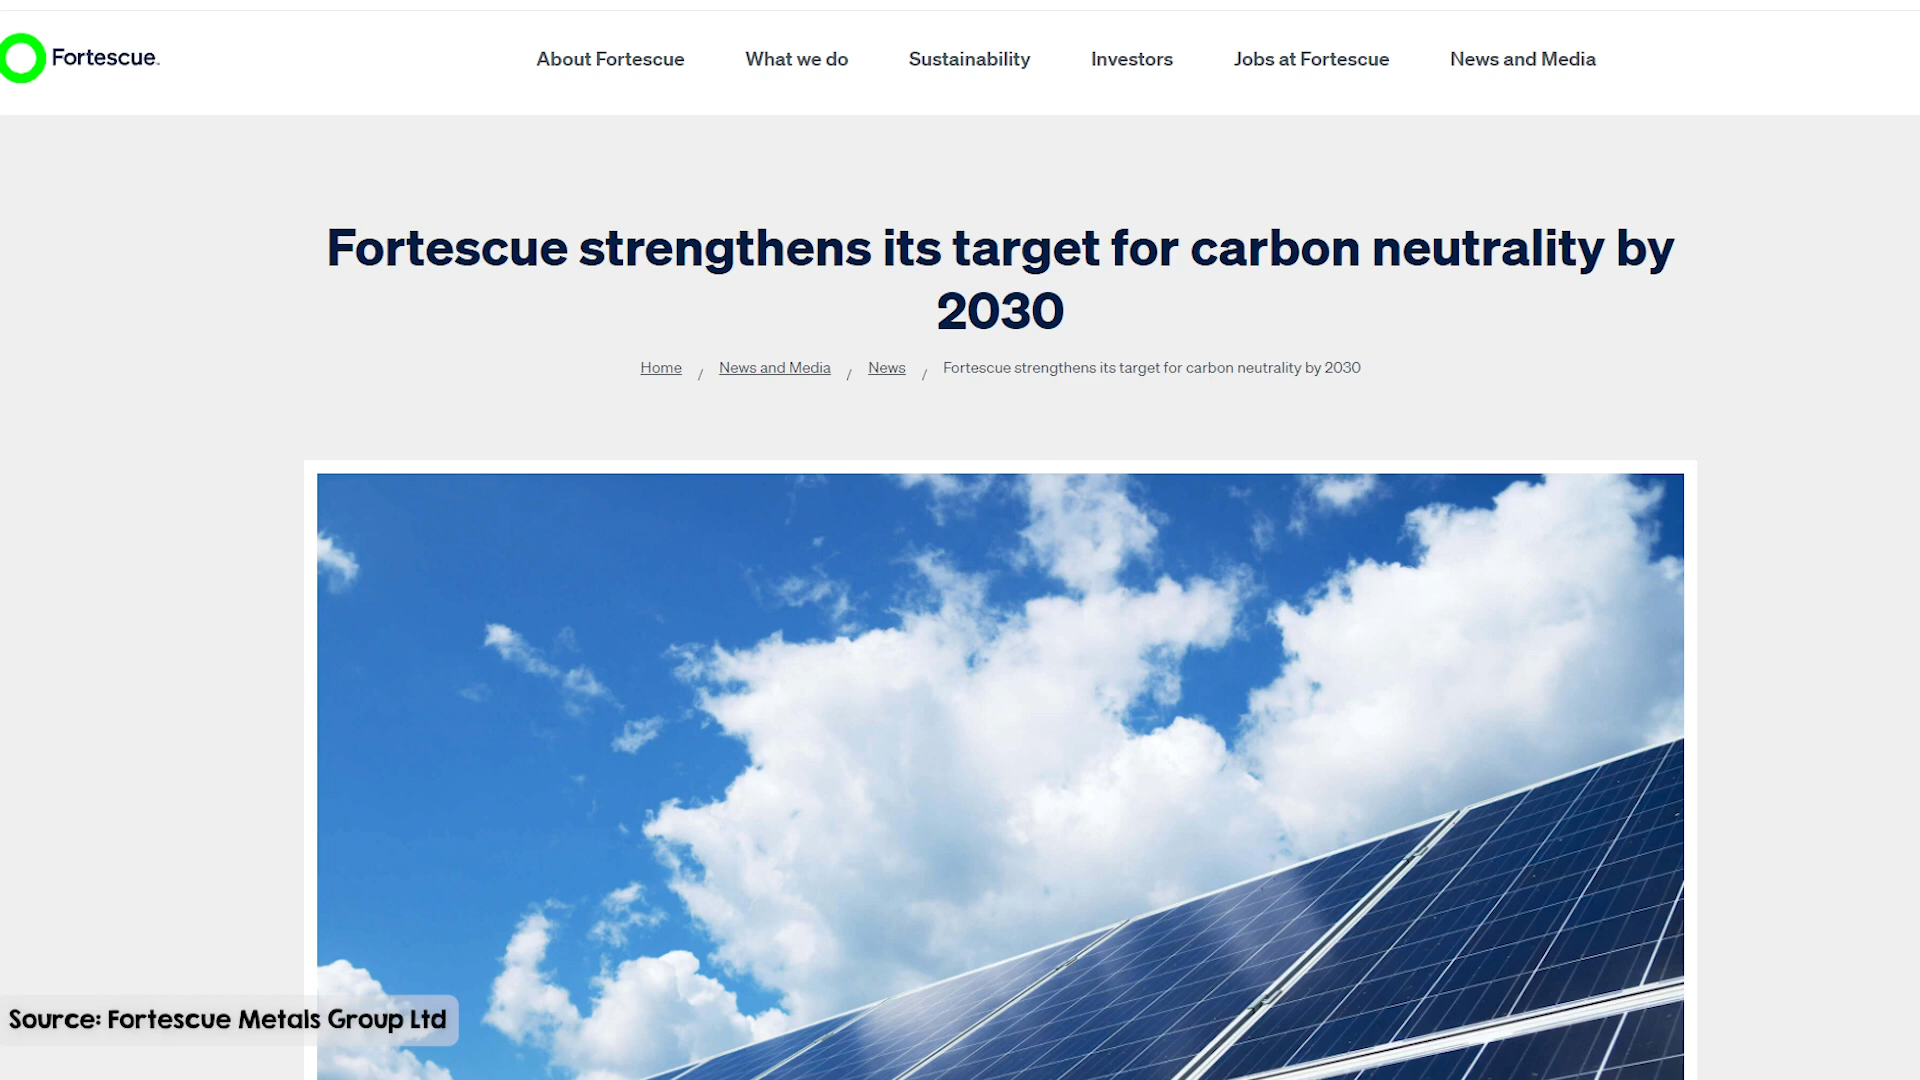 Fortescue.
About Fortescue
What we do
Sustainability
Investors
Jobs at Fortescue
News and Media
Fortescue strengthens its target for carbon neutrality by
2030
Home / News and Media / News / Fortescue strengthens its target for carbon neutrality by 2030
Source: Fortescue Metals Group Ltd